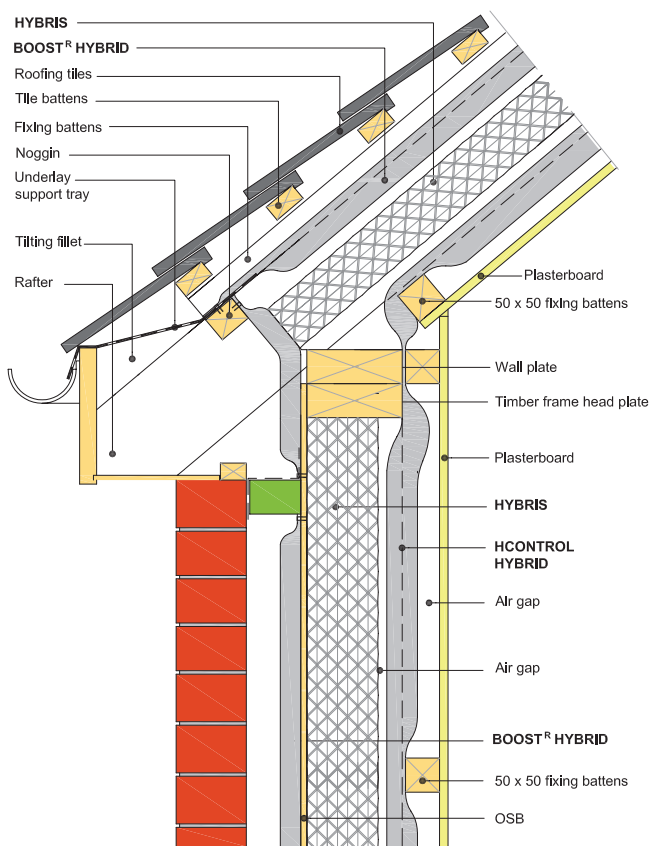 HYBRIS
BOOSTᴿ HYBRID
Roofing tiles
Tile battens
Fixing battens
Noggin
Underlay
support tray
Tilting fillet
Rafter
Plasterboard
50 x 50 fixing battens
Wall plate
Timber frame head plate
Plasterboard
HYBRIS
HCONTROL
HYBRID
Air gap
Air gap
BOOSTᴿ HYBRID
50 x 50 fixing battens
OSB